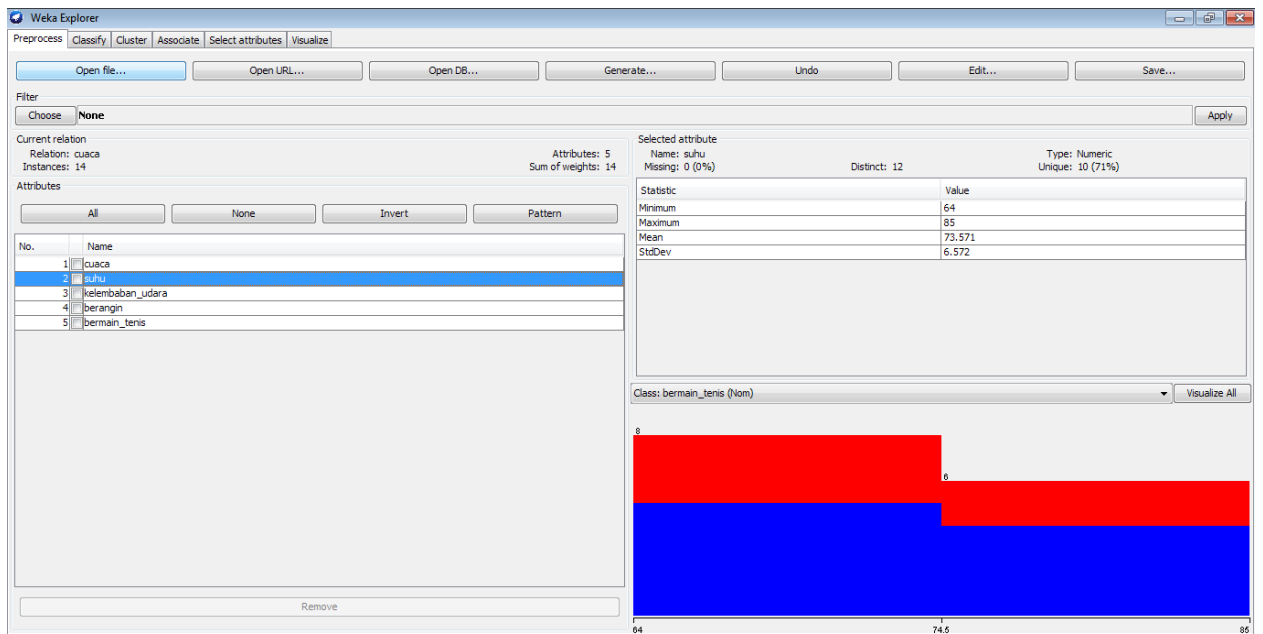 Weka Explorer
Preprocess Classify Cluster Associate Select attributes Visualize
Open file... Open URL... Open DB... Generate... Undo Edit... Save...
Filter
Choose None Apply
Current relation
Relation: cuaca Attributes: 5
Instances: 14 Sum of weights: 14
Attributes
All None Invert Pattern
No. Name
1 cuaca
2 suhu
3 kelembaban_udara
4 berangin
5 bermain_tenis
Remove
Selected attribute
Name: suhu Type: Numeric
Missing: 0 (0%) Distinct: 12 Unique: 10 (71%)
Statistic Value
Minimum 64
Maximum 85
Mean 73.571
StdDev 6.572
Class: bermain_tenis (Nom) Visualize All
8
6
64 74.5 85